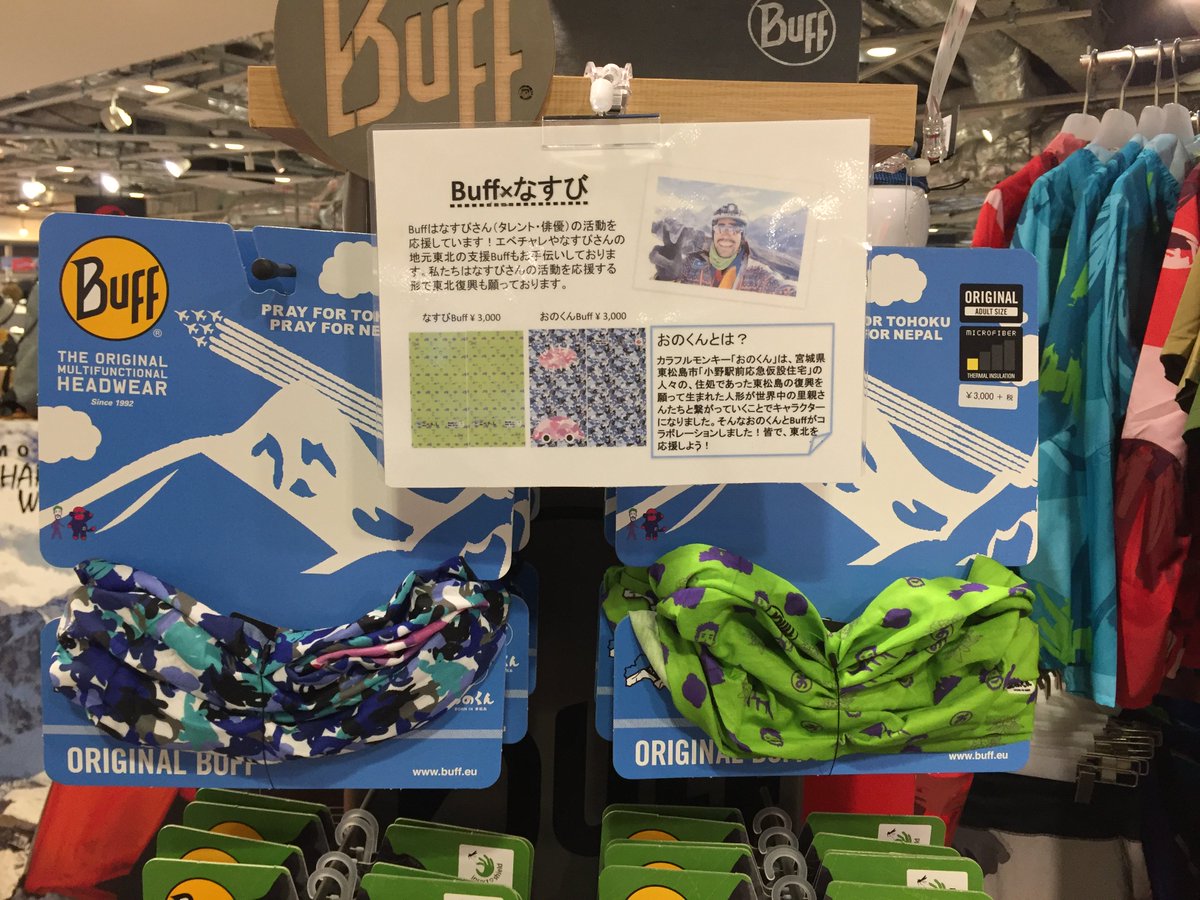 Buff
Buff
Buff×なすび
Buffはなすびさん（タレント・俳優）の活動を
応援しています！エベチャレやなすびさんの
地元東北の支援Buffもお手伝いしておりま
す。私たちはなすびさんの活動を応援する
形で東北復興も願っております。
なすびBuff ¥ 3,000
おのくんBuff ¥ 3,000
おのくんとは？
カラフルモンキー「おのくん」は、宮城県
東松島市「小野駅前応急仮設住宅」の
人々の、住処であった東松島の復興を
願って生まれた人形が世界中の里親さ
んたちと繋がっていくことでキャラクター
になりました。そんなおのくんとBuffがコ
ラボレーションしました！皆で、東北を
応援しよう！
Buff®
THE ORIGINAL
MULTIFUNCTIONAL
HEADWEAR
Since 1992
PRAY FOR TOH
PRAY FOR NEP
OR TOHOKU
OR NEPAL
ORIGINAL
ADULT SIZE
MICROFIBER
THERMAL INSULATION
¥3,000 + 税
ORIGINAL BUFF
www.buff.eu
のくん
ORIGINAL BU
www.buff.eu